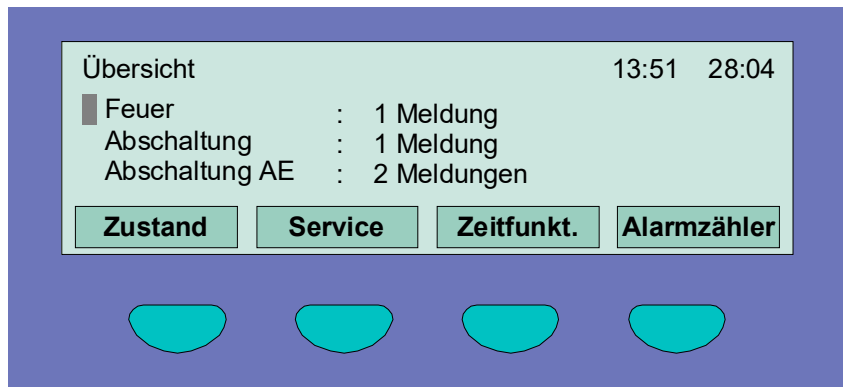 Übersicht 13:51 28:04
Feuer : 1 Meldung
Abschaltung : 1 Meldung
Abschaltung AE : 2 Meldungen
Zustand Service Zeitfunkt. Alarmzähler